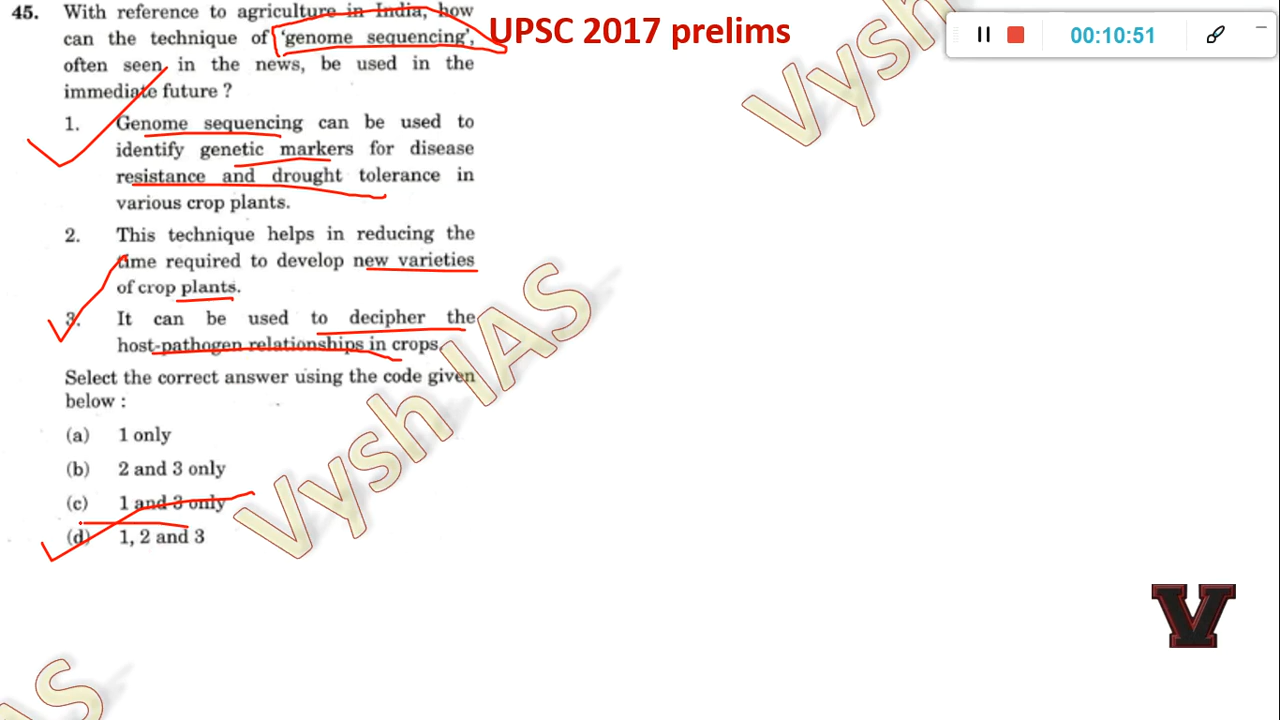 45. With reference to agriculture in India, how
can the technique of 'genome sequencing',
often seen in the news, be used in the
immediate future ?
1. Genome sequencing can be used to
identify genetic markers for disease
resistance and drought tolerance in
various crop plants.
2. This technique helps in reducing the
time required to develop new varieties
of crop plants.
3. It can be used to decipher the
host-pathogen relationships in crops.
Select the correct answer using the code given
below :
(a) 1 only
(b) 2 and 3 only
(c) 1 and 3 only
(d) 1, 2 and 3
UPSC 2017 prelims
00:10:51
Vysh
Vysh IAS
AS
V